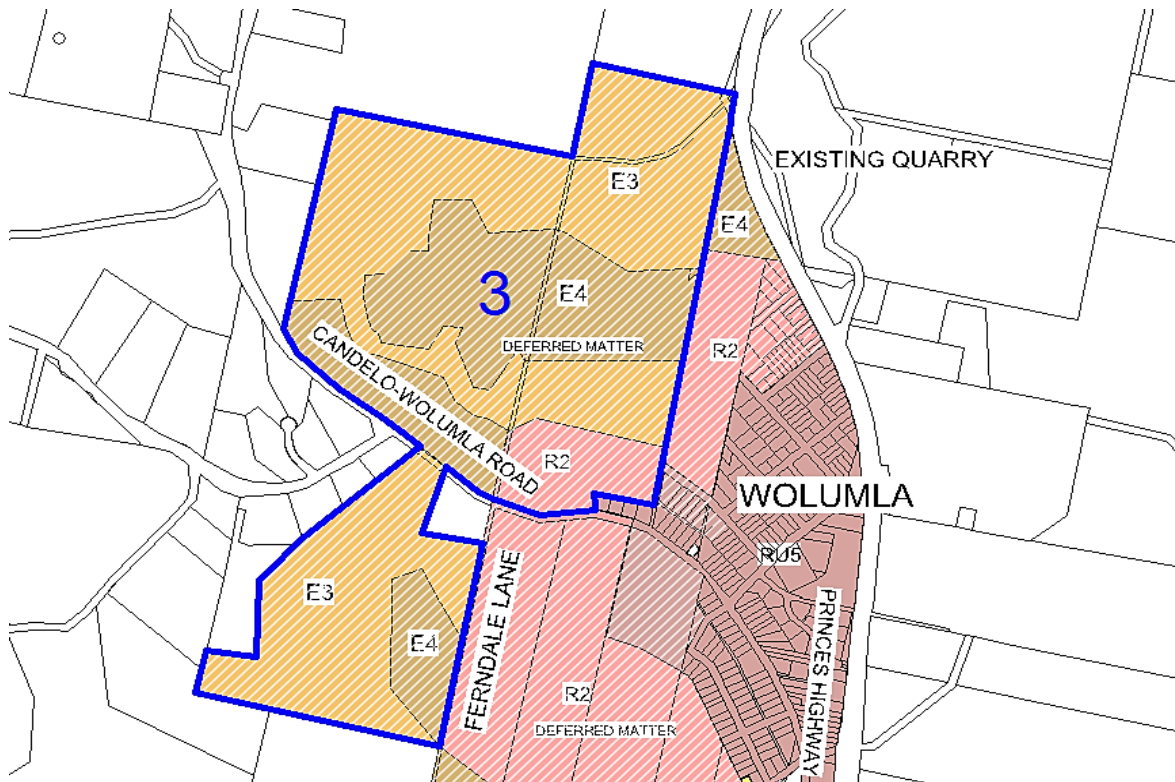 EXISTING QUARRY
E3
E4
3
E4
CANDELO-WOLUMLA ROAD
DEFERRED MATTER
R2
R2
WOLUMLA
RU5
E3
FERNDALE LANE
PRINCES HIGHWAY
E4
R2
DEFERRED MATTER